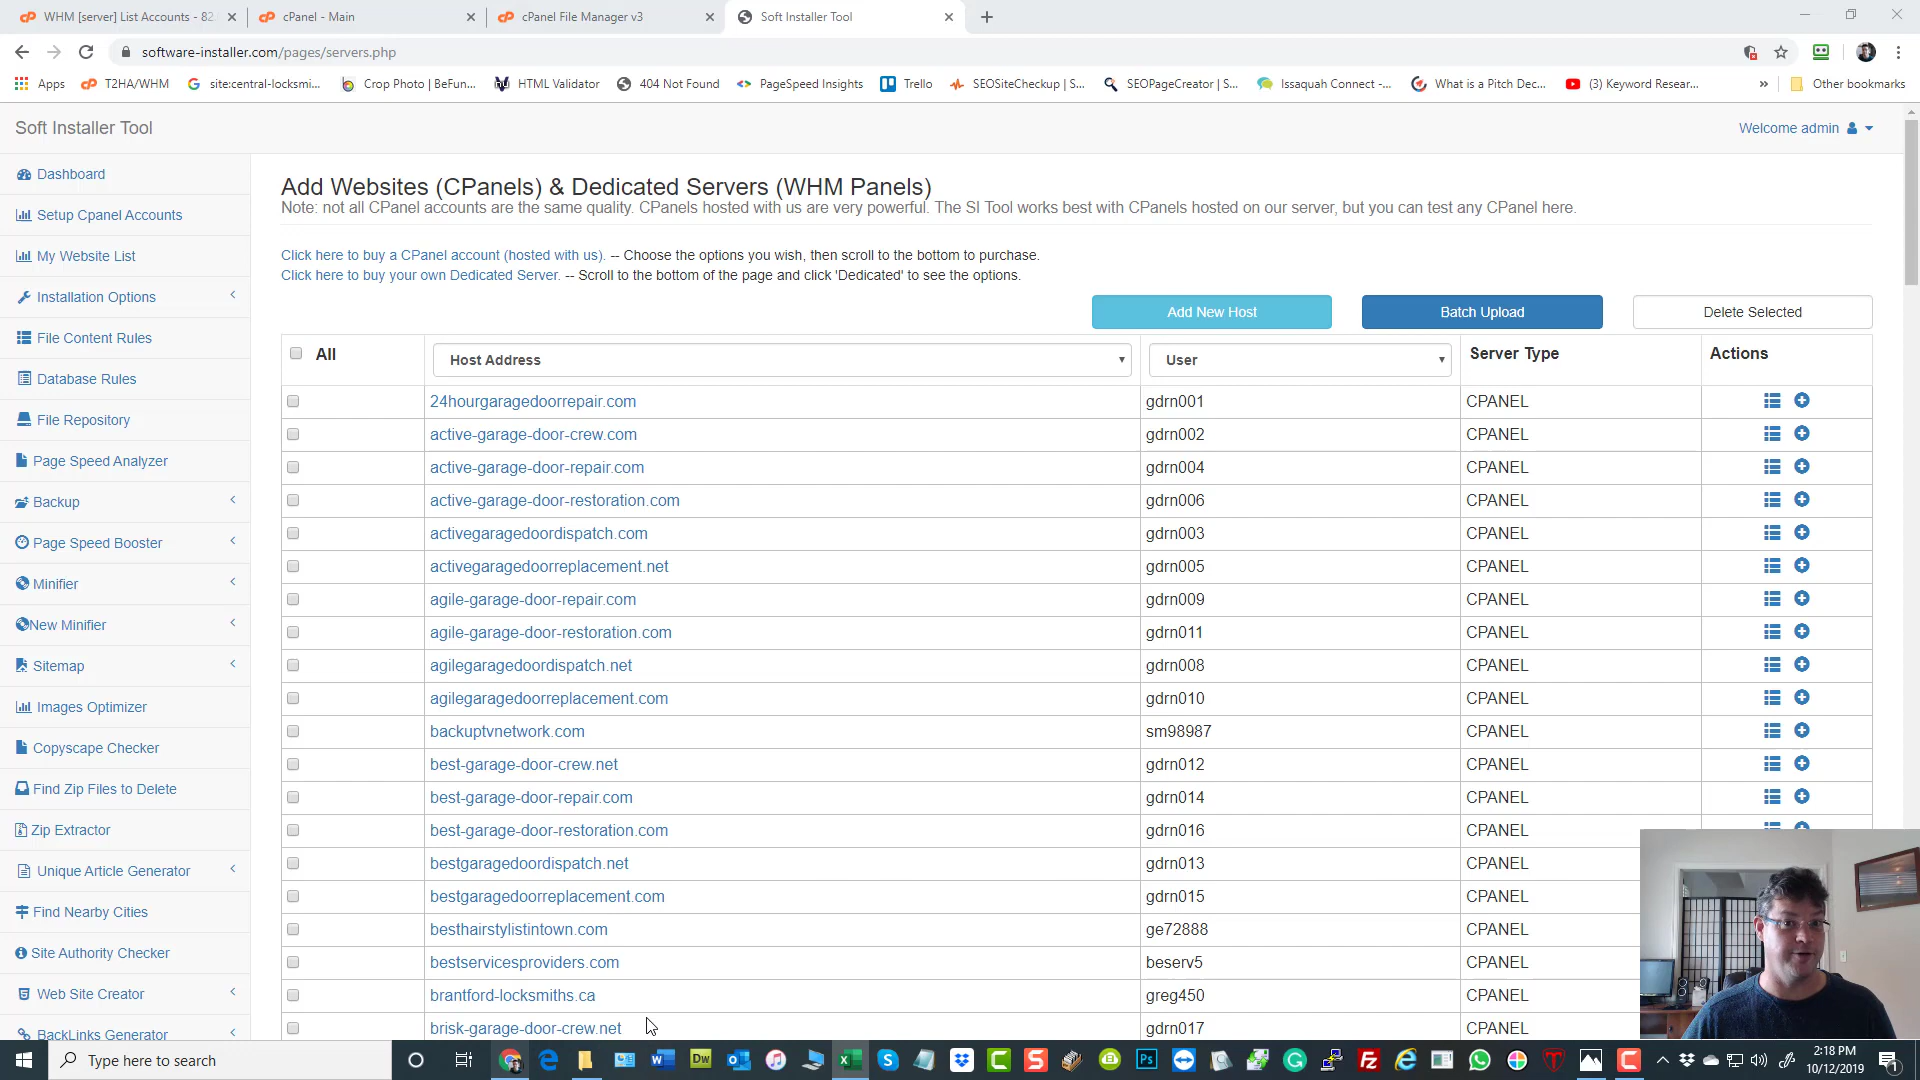 WHM [server] List Accounts - 82
cPanel - Main
cPanel File Manager v3
Soft Installer Tool
software-installer.com/pages/servers.php
Apps
T2HA/WHM
site:central-locksmi...
Crop Photo | BeFun...
HTML Validator
404 Not Found
PageSpeed Insights
Trello
SEOSiteCheckup | S...
SEOPageCreator | S...
Issaquah Connect -...
What is a Pitch Dec...
(3) Keyword Resear...
»
Other bookmarks
Soft Installer Tool
Welcome admin
Dashboard
Setup Cpanel Accounts
My Website List
Installation Options
File Content Rules
Database Rules
File Repository
Page Speed Analyzer
Backup
Page Speed Booster
Minifier
New Minifier
Sitemap
Images Optimizer
Copyscape Checker
Find Zip Files to Delete
Zip Extractor
Unique Article Generator
Find Nearby Cities
Site Authority Checker
Web Site Creator
BackLinks Generator
Add Websites (CPanels) & Dedicated Servers (WHM Panels)
Note: not all CPanel accounts are the same quality. CPanels hosted with us are very powerful. The SI Tool works best with CPanels hosted on our server, but you can test any CPanel here.
Click here to buy a CPanel account (hosted with us). -- Choose the options you wish, then scroll to the bottom to purchase.
Click here to buy your own Dedicated Server. -- Scroll to the bottom of the page and click 'Dedicated' to see the options.
Add New Host
Batch Upload
Delete Selected
All Host Address User Server Type Actions
24hourgaragedoorrepair.com gdrn001 CPANEL
active-garage-door-crew.com gdrn002 CPANEL
active-garage-door-repair.com gdrn004 CPANEL
active-garage-door-restoration.com gdrn006 CPANEL
activegaragedoordispatch.com gdrn003 CPANEL
activegaragedoorreplacement.net gdrn005 CPANEL
agile-garage-door-repair.com gdrn009 CPANEL
agile-garage-door-restoration.com gdrn011 CPANEL
agilegaragedoordispatch.net gdrn008 CPANEL
agilegaragedoorreplacement.com gdrn010 CPANEL
backuptvnetwork.com sm98987 CPANEL
best-garage-door-crew.net gdrn012 CPANEL
best-garage-door-repair.com gdrn014 CPANEL
best-garage-door-restoration.com gdrn016 CPANEL
bestgaragedoordispatch.net gdrn013 CPANEL
bestgaragedoorreplacement.com gdrn015 CPANEL
besthairstylistintown.com ge72888 CPANEL
bestservicesproviders.com beserv5 CPANEL
brantford-locksmiths.ca greg450 CPANEL
brisk-garage-door-crew.net gdrn017 CPANEL
Type here to search
2:18 PM
10/12/2019